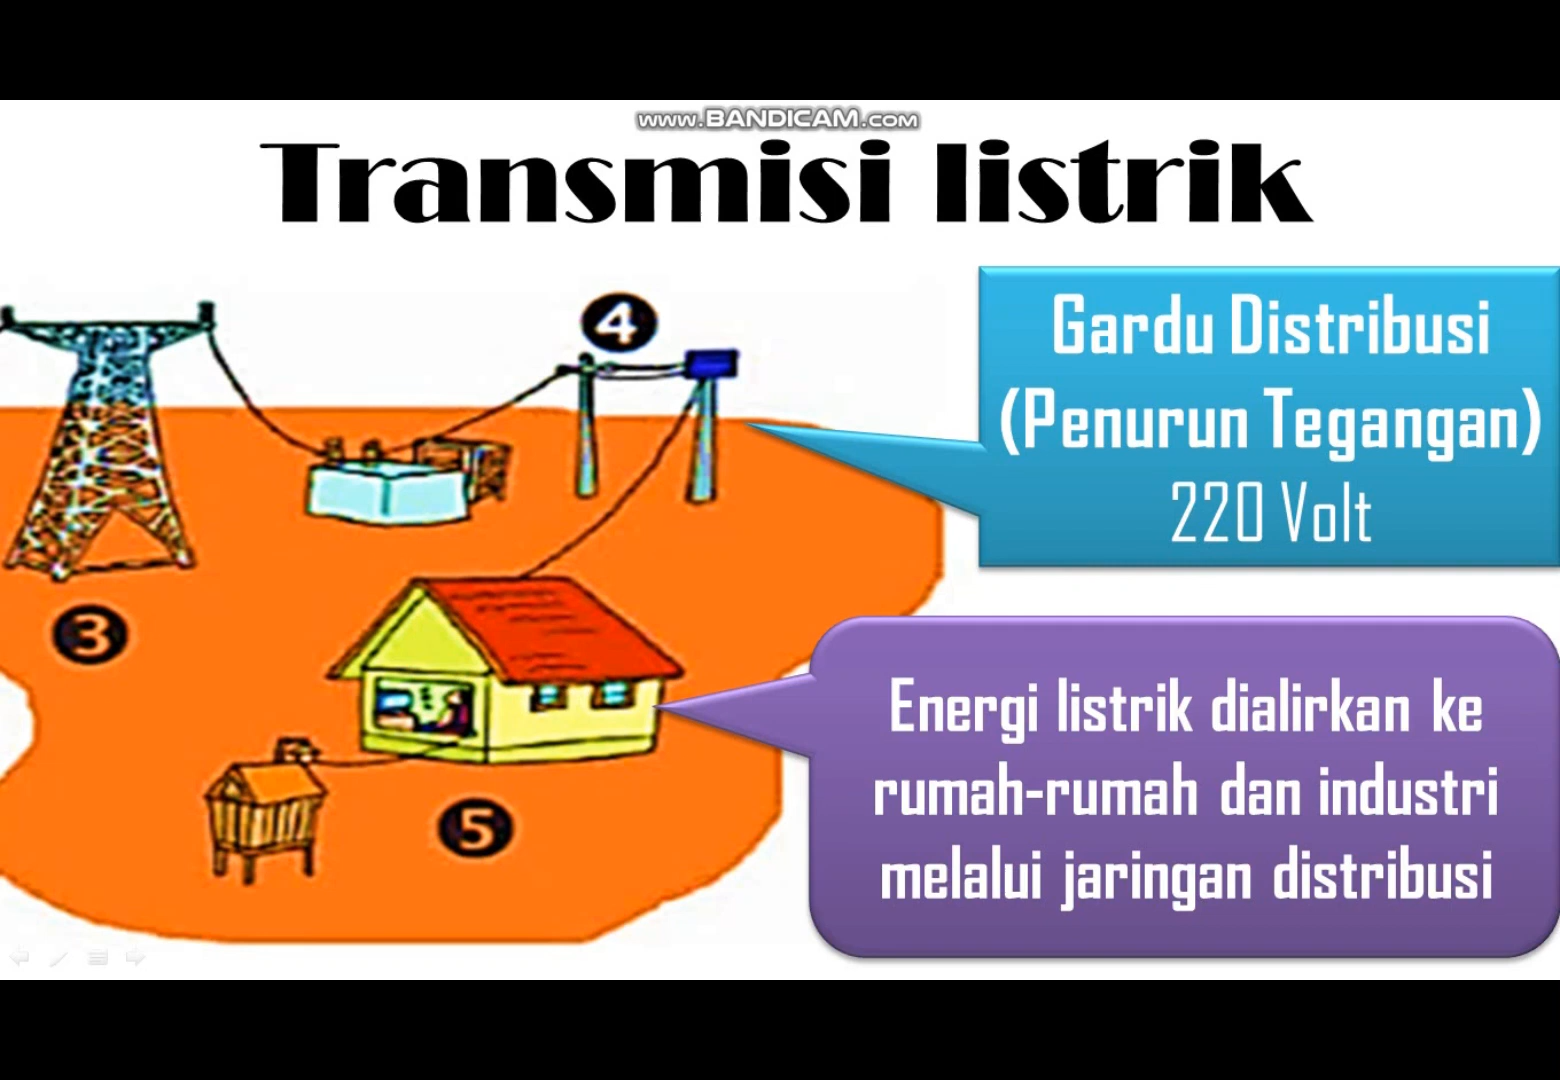 www.BANDICAM.com
Transmisi listrik
4
Gardu Distribusi
(Penurun Tegangan)
220 Volt
3
Energi listrik dialirkan ke
rumah-rumah dan industri
melalui jaringan distribusi
5